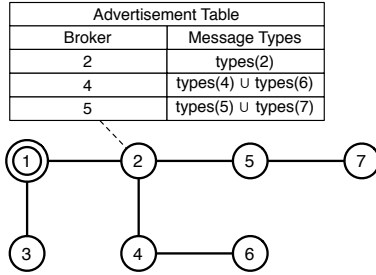 Advertisement Table
Broker Message Types
2 types(2)
4 types(4) ∪ types(6)
5 types(5) ∪ types(7)
1 2 5 7
3 4 6